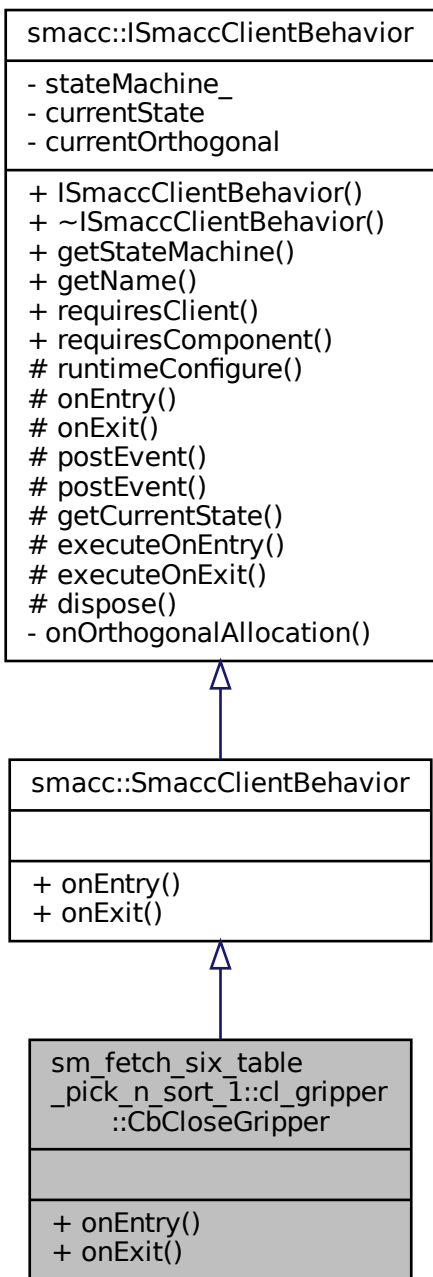 smacc::ISmaccClientBehavior
- stateMachine_
- currentState
- currentOrthogonal
+ ISmaccClientBehavior()
+ ~ISmaccClientBehavior()
+ getStateMachine()
+ getName()
+ requiresClient()
+ requiresComponent()
# runtimeConfigure()
# onEntry()
# onExit()
# postEvent()
# postEvent()
# getCurrentState()
# executeOnEntry()
# executeOnExit()
# dispose()
- onOrthogonalAllocation()
smacc::SmaccClientBehavior
+ onEntry()
+ onExit()
sm_fetch_six_table
_pick_n_sort_1::cl_gripper
::CbCloseGripper
+ onEntry()
+ onExit()